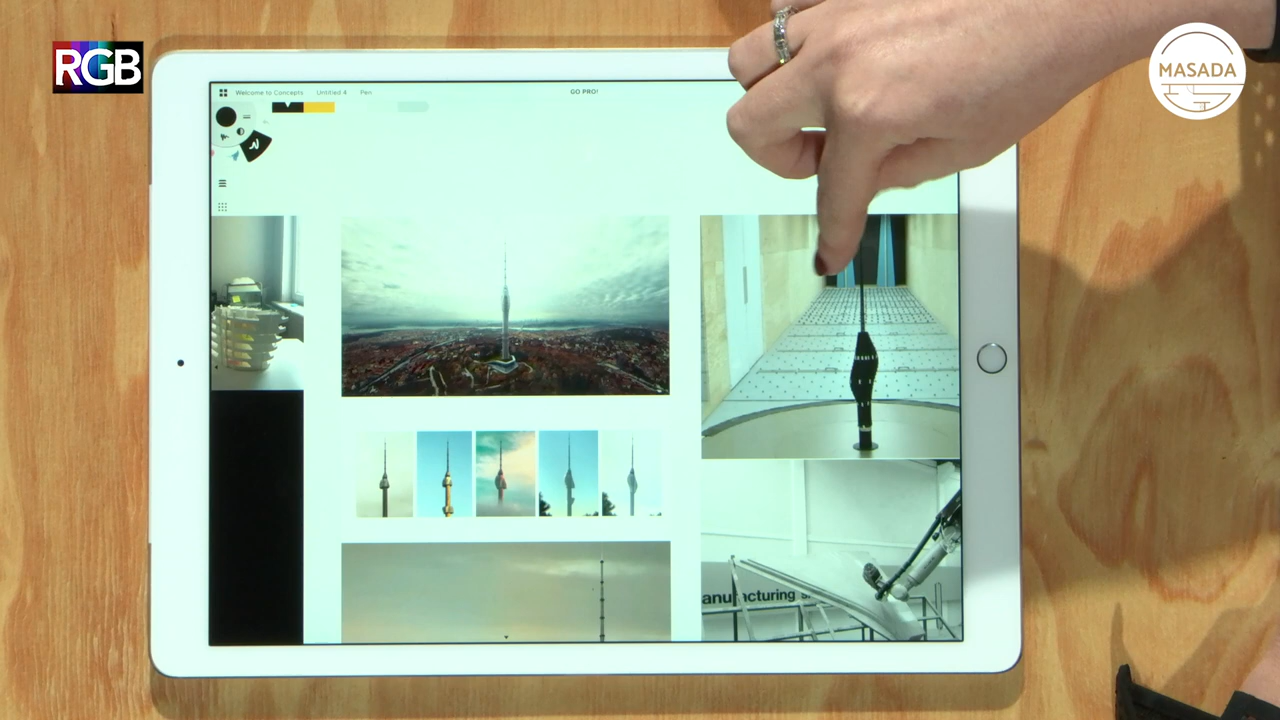 RGB
MASADA
Welcome to Concepts
Untitled 4
Pen
GO PRO!
anufacturing